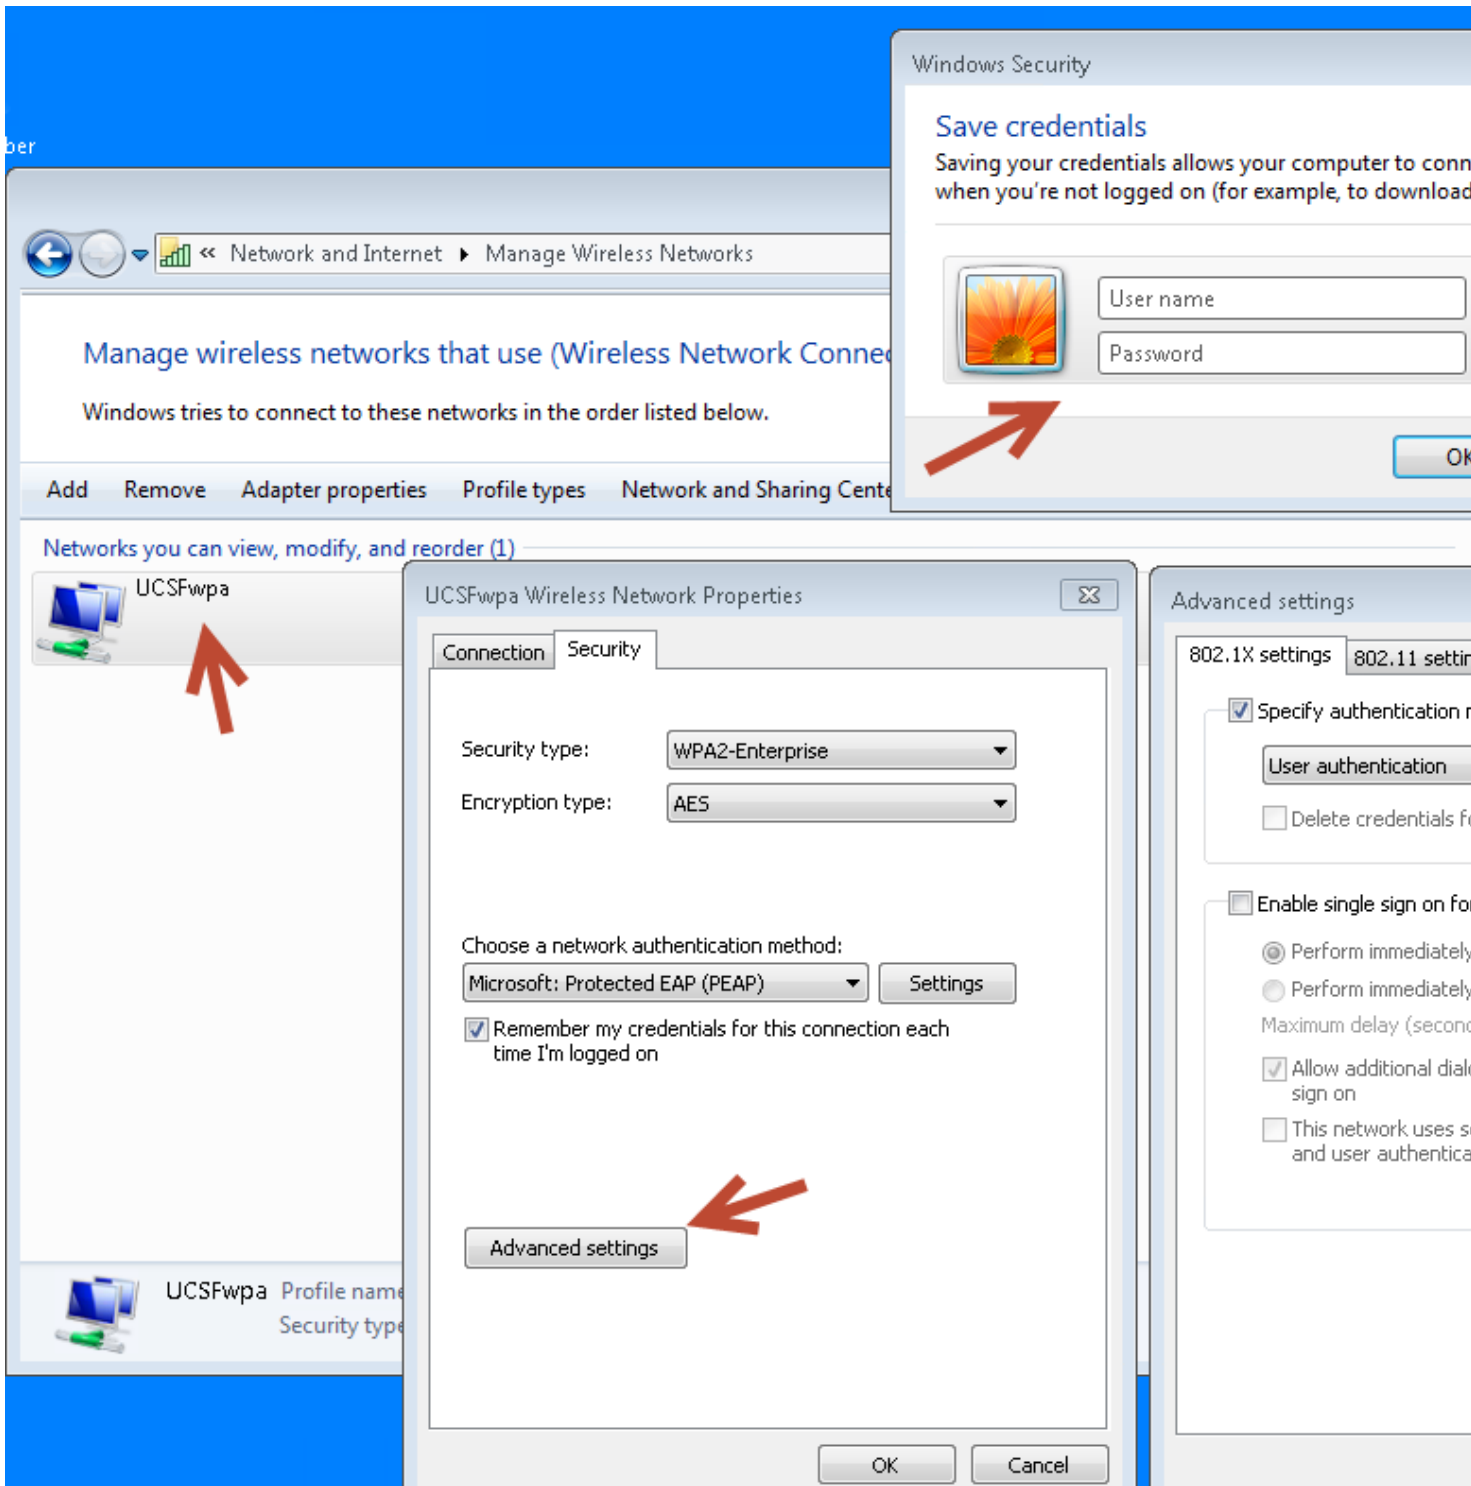 ber
Windows Security
Save credentials
Saving your credentials allows your computer to conn
when you're not logged on (for example, to download
User name
Password
OK
« Network and Internet Manage Wireless Networks
Manage wireless networks that use (Wireless Network Connec
Windows tries to connect to these networks in the order listed below.
Add Remove Adapter properties Profile types Network and Sharing Cente
Networks you can view, modify, and reorder (1)
UCSFwpa
UCSFwpa Wireless Network Properties
Connection Security
Security type: WPA2-Enterprise
Encryption type: AES
Choose a network authentication method:
Microsoft: Protected EAP (PEAP) Settings
Remember my credentials for this connection each
time I'm logged on
Advanced settings
OK Cancel
Advanced settings
802.1X settings 802.11 settin
Specify authentication
User authentication
Delete credentials fo
Enable single sign on for
Perform immediately
Perform immediately
Maximum delay (second
Allow additional dial
sign on
This network uses se
and user authentica
UCSFwpa Profile name
Security type